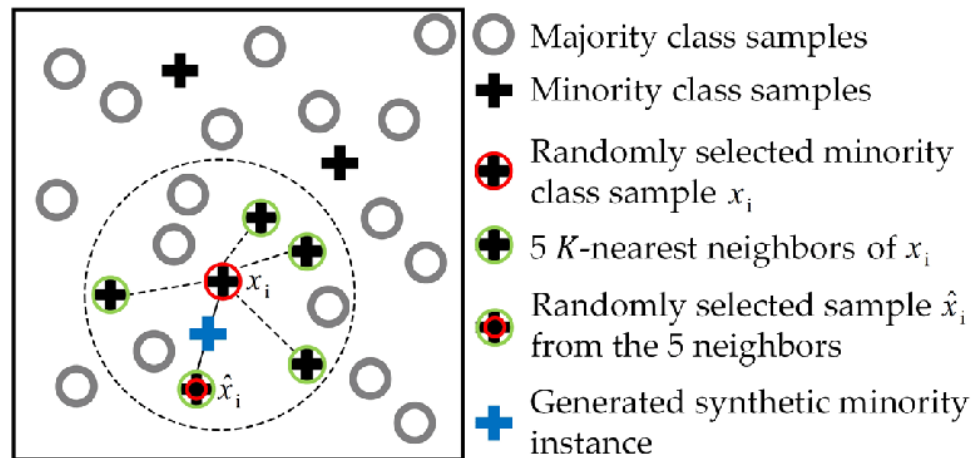 Majority class samples
Minority class samples
Randomly selected minority
class sample xᵢ
5 K-nearest neighbors of xᵢ
Randomly selected sample x̂ᵢ
from the 5 neighbors
Generated synthetic minority
instance
xᵢ
x̂ᵢ